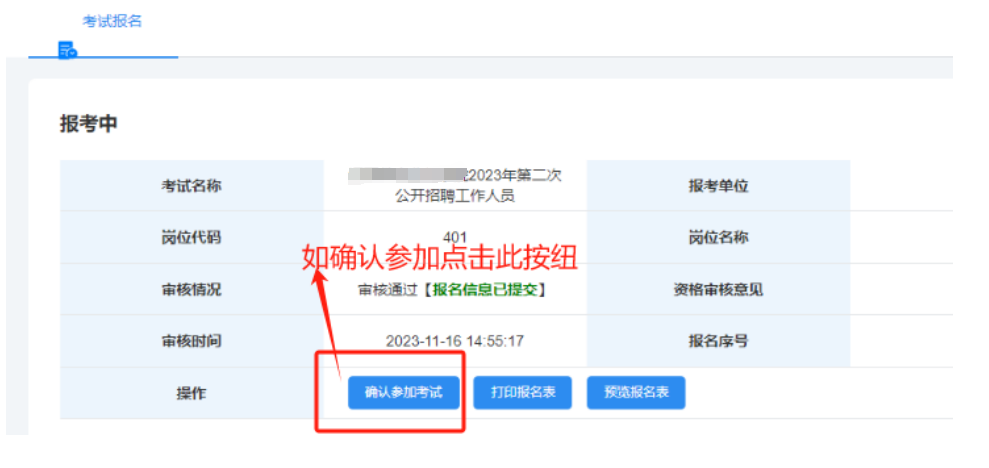 考试报名
报考中
考试名称
2023年第二次
公开招聘工作人员
报考单位
岗位代码
401
岗位名称
如确认参加点击此按纽
审核情况
审核通过【报名信息已提交】
资格审核意见
审核时间
2023-11-16 14:55:17
报名序号
操作
确认参加考试
打印报名表
预览报名表